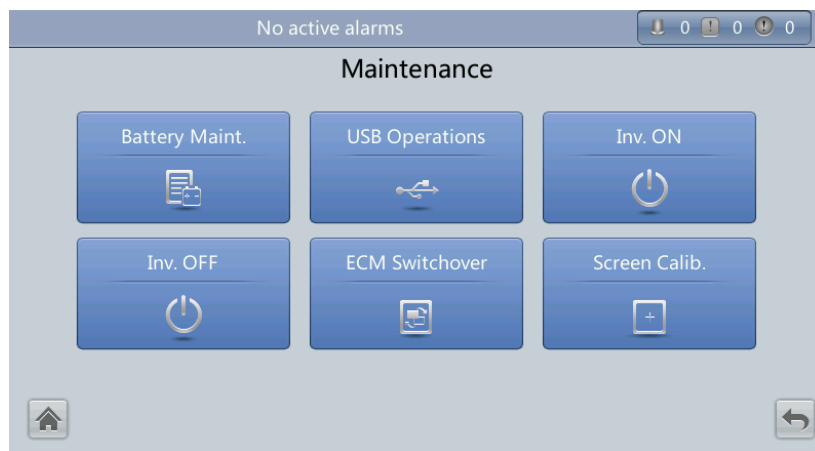 No active alarms 0 0 0
Maintenance
Battery Maint. USB Operations Inv. ON
Inv. OFF ECM Switchover Screen Calib.